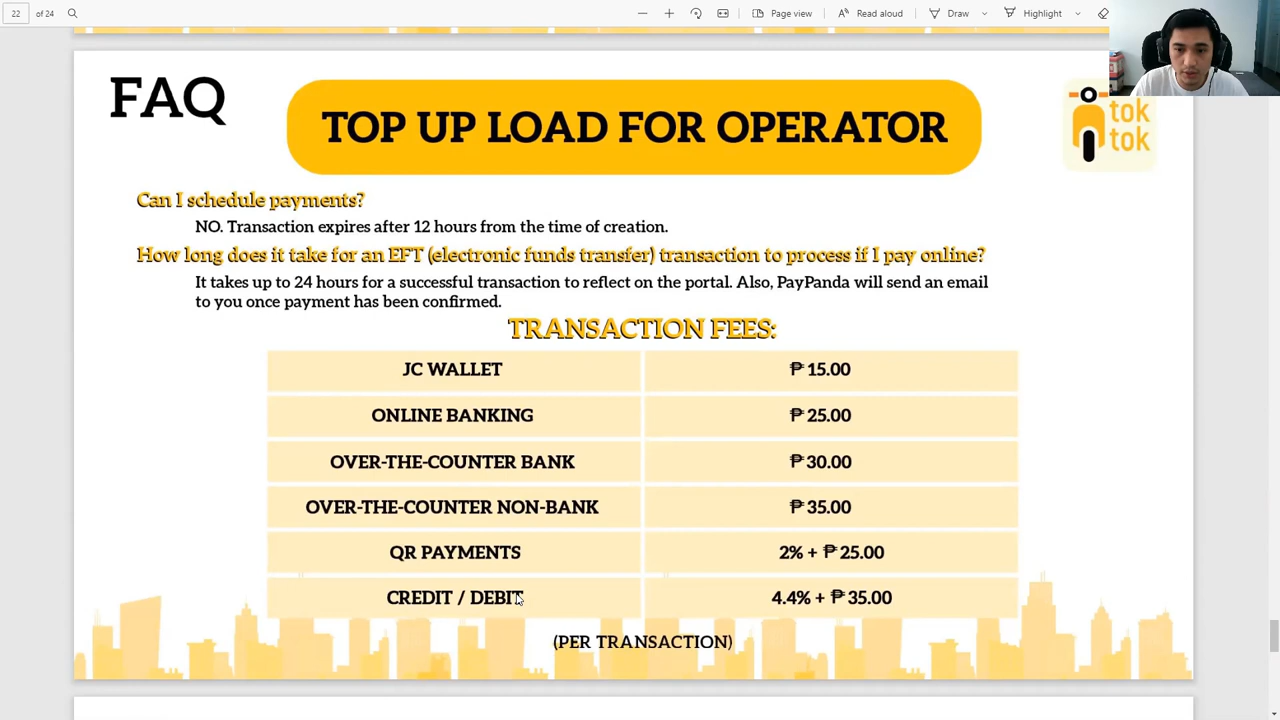 22 of 24
Page view
Read aloud
Draw
Highlight
FAQ
TOP UP LOAD FOR OPERATOR
tok
tok
Can I schedule payments?
NO. Transaction expires after 12 hours from the time of creation.
How long does it take for an EFT (electronic funds transfer) transaction to process if I pay online?
It takes up to 24 hours for a successful transaction to reflect on the portal. Also, PayPanda will send an email
to you once payment has been confirmed.
TRANSACTION FEES:
JC WALLET ₱ 15.00
ONLINE BANKING ₱ 25.00
OVER-THE-COUNTER BANK ₱ 30.00
OVER-THE-COUNTER NON-BANK ₱ 35.00
QR PAYMENTS 2% + ₱ 25.00
CREDIT / DEBIT 4.4% + ₱ 35.00
(PER TRANSACTION)